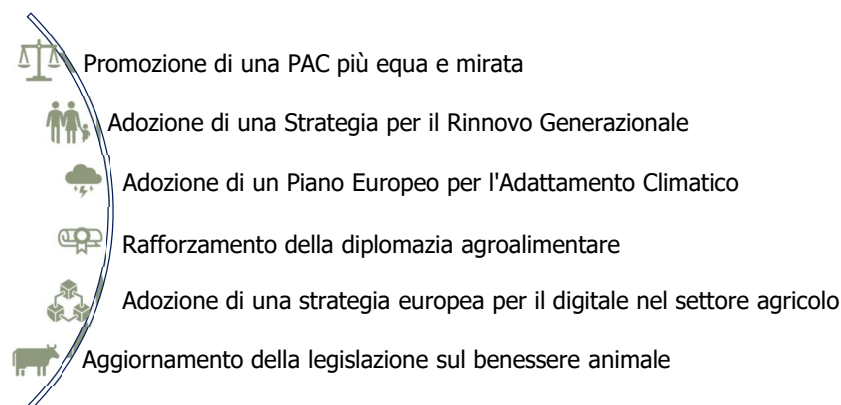 Promozione di una PAC più equa e mirata
Adozione di una Strategia per il Rinnovo Generazionale
Adozione di un Piano Europeo per l'Adattamento Climatico
Rafforzamento della diplomazia agroalimentare
Adozione di una strategia europea per il digitale nel settore agricolo
Aggiornamento della legislazione sul benessere animale